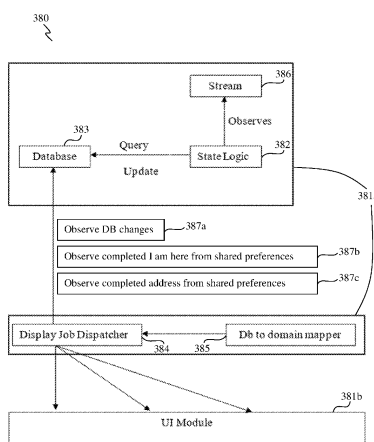 380
386
Stream
383
Observes
Query
382
Database
State Logic
Update
381
Observe DB changes
387a
387b
Observe completed I am here from shared preferences
387c
Observe completed address from shared preferences
Display Job Dispatcher
Db to domain mapper
384
385
381b
UI Module